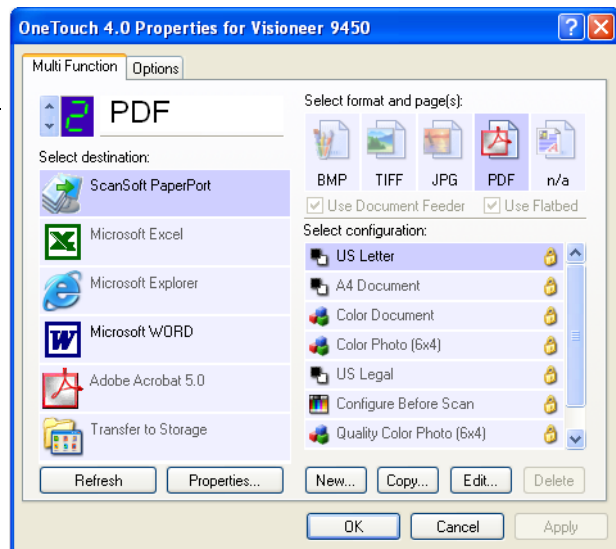 OneTouch 4.0 Properties for Visioneer 9450
Multi Function
Options
2
PDF
Select destination:
ScanSoft PaperPort
Microsoft Excel
Microsoft Explorer
Microsoft WORD
Adobe Acrobat 5.0
Transfer to Storage
Refresh
Properties...
Select format and page(s):
BMP TIFF JPG PDF n/a
Use Document Feeder
Use Flatbed
Select configuration:
US Letter
A4 Document
Color Document
Color Photo (6x4)
US Legal
Configure Before Scan
Quality Color Photo (6x4)
New... Copy... Edit... Delete
OK Cancel Apply